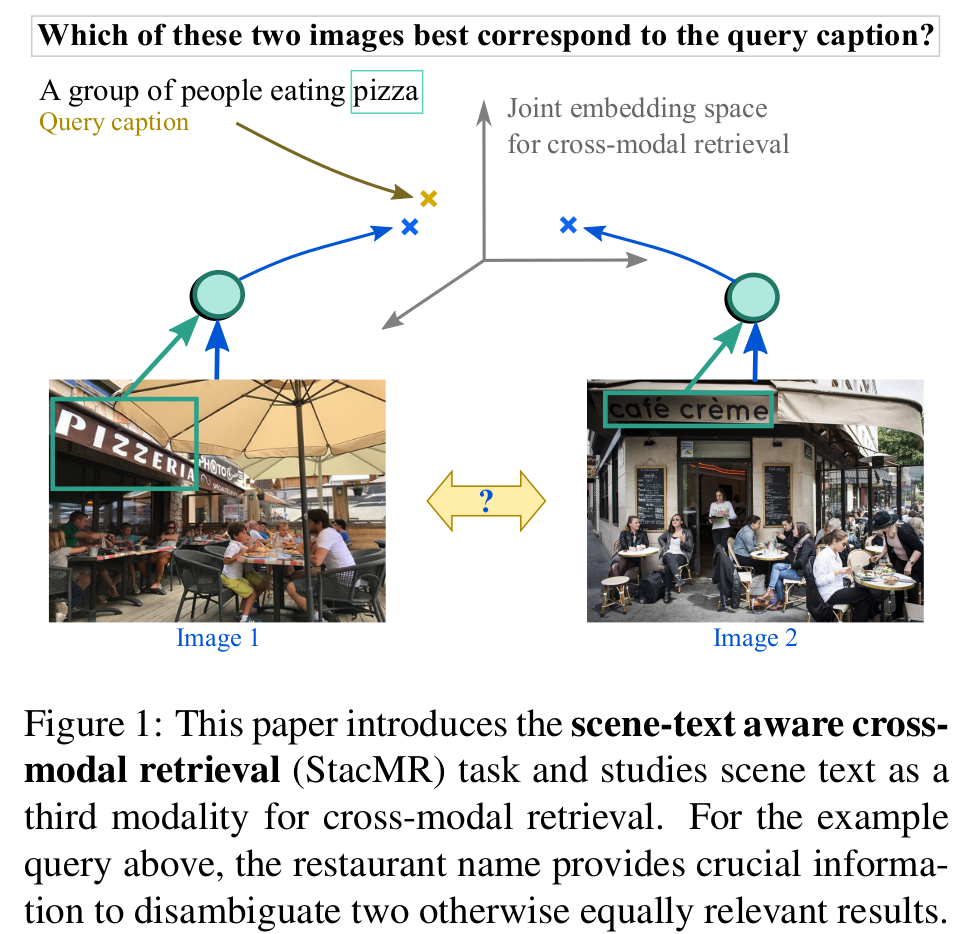 Which of these two images best correspond to the query caption?
A group of people eating pizza
Query caption
Joint embedding space
for cross-modal retrieval
PIZZERIA
PHOTO
café crème
?
Image 1
Image 2
Figure 1: This paper introduces the scene-text aware cross-
modal retrieval (StacMR) task and studies scene text as a
third modality for cross-modal retrieval. For the example
query above, the restaurant name provides crucial informa-
tion to disambiguate two otherwise equally relevant results.